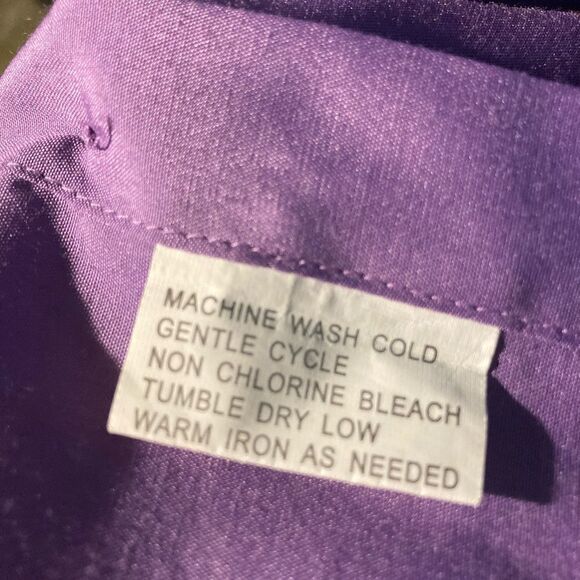 MACHINE WASH COLD
GENTLE CYCLE
NON CHLORINE BLEACH
TUMBLE DRY LOW
WARM IRON AS NEEDED